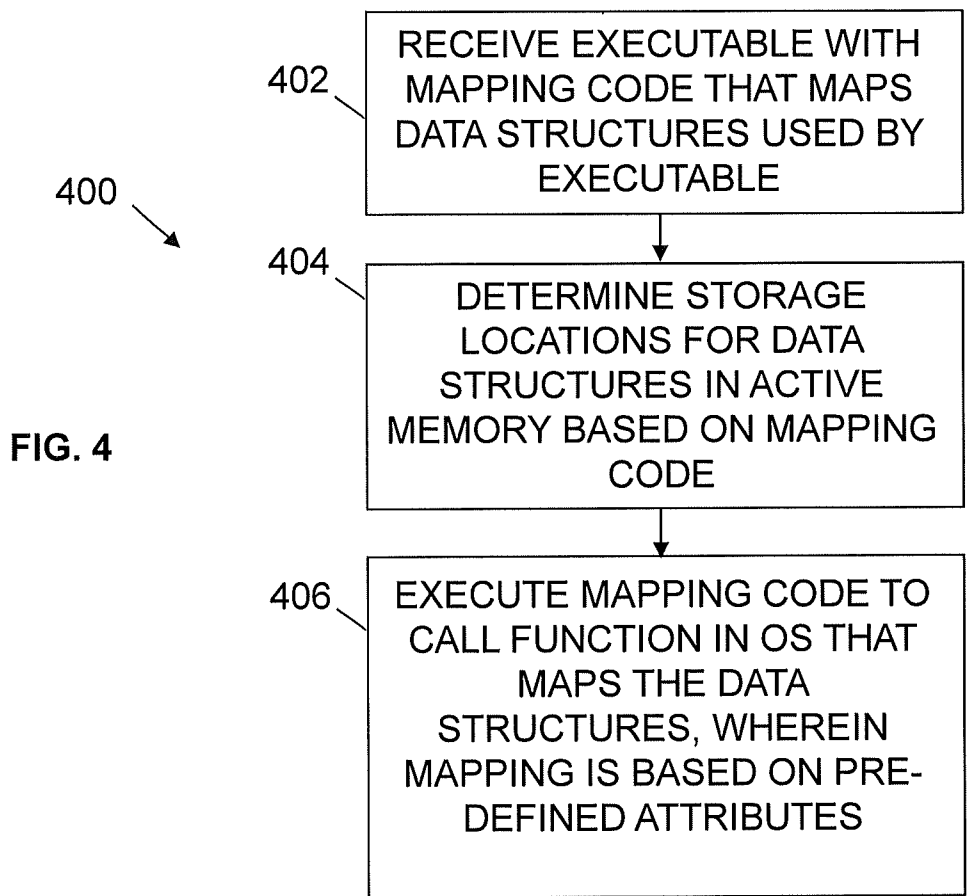 402
RECEIVE EXECUTABLE WITH
MAPPING CODE THAT MAPS
DATA STRUCTURES USED BY
EXECUTABLE
400
404
DETERMINE STORAGE
LOCATIONS FOR DATA
STRUCTURES IN ACTIVE
MEMORY BASED ON MAPPING
CODE
FIG. 4
406
EXECUTE MAPPING CODE TO
CALL FUNCTION IN OS THAT
MAPS THE DATA
STRUCTURES, WHEREIN
MAPPING IS BASED ON PRE-
DEFINED ATTRIBUTES